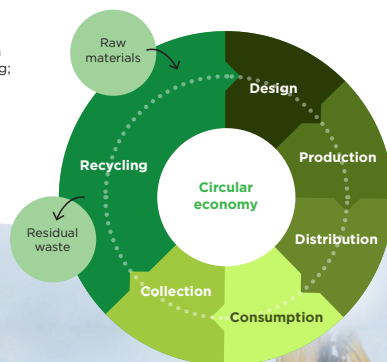 g;
Raw
materials
Design
Production
Recycling
Circular
economy
Distribution
Residual
waste
Collection
Consumption